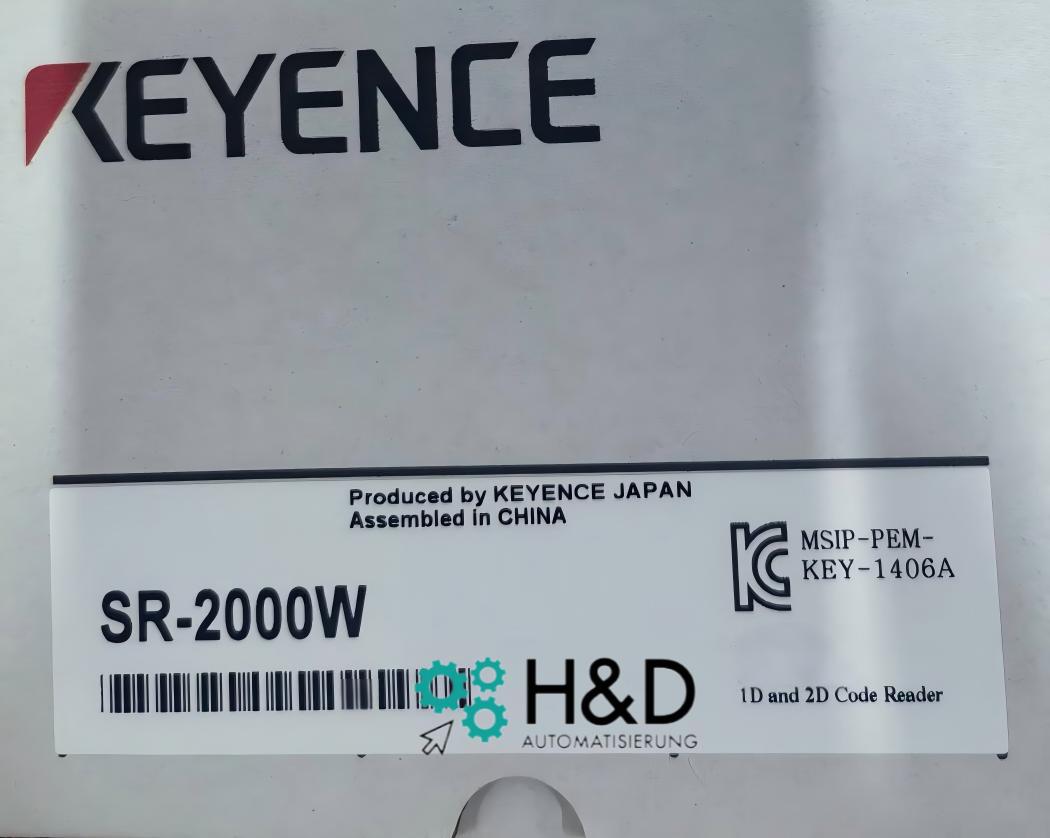 KEYENCE
Produced by KEYENCE JAPAN
Assembled in CHINA
MSIP-PEM-
KEY-1406A
SR-2000W
1D and 2D Code Reader
H&D
AUTOMATISIERUNG